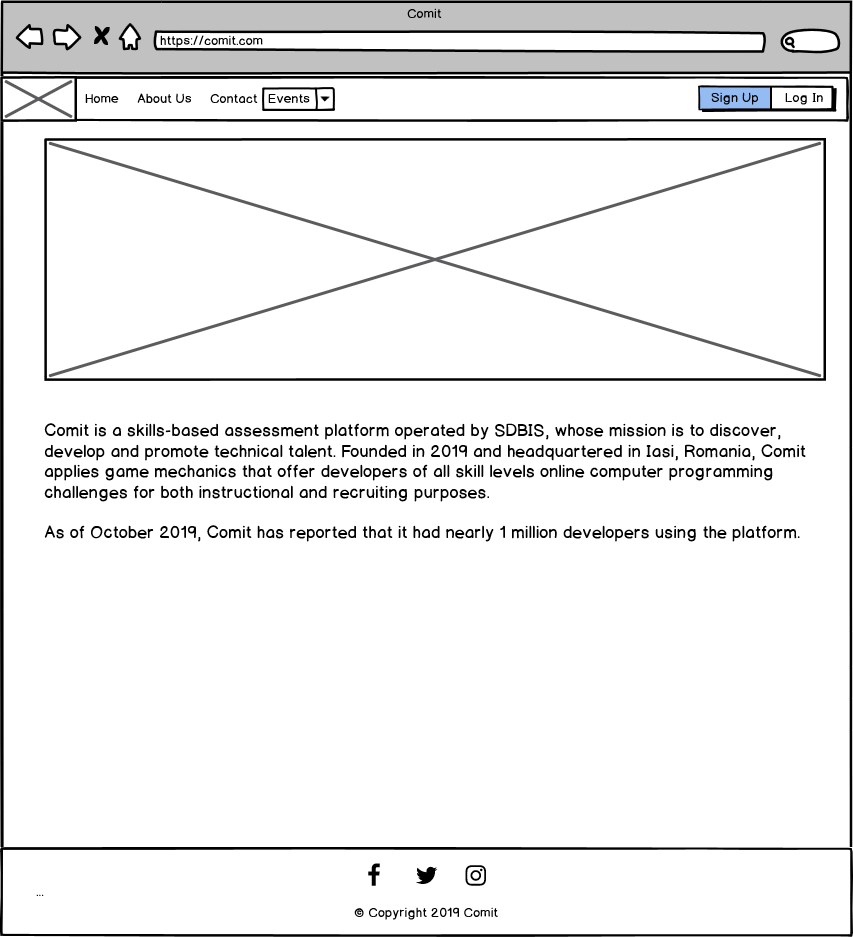 Comit
https://comit.com
Home About Us Contact Events Sign Up Log In
Comit is a skills-based assessment platform operated by SDBIS, whose mission is to discover,
develop and promote technical talent. Founded in 2019 and headquartered in Iasi, Romania, Comit
applies game mechanics that offer developers of all skill levels online computer programming
challenges for both instructional and recruiting purposes.
As of October 2019, Comit has reported that it had nearly 1 million developers using the platform.
...
© Copyright 2019 Comit